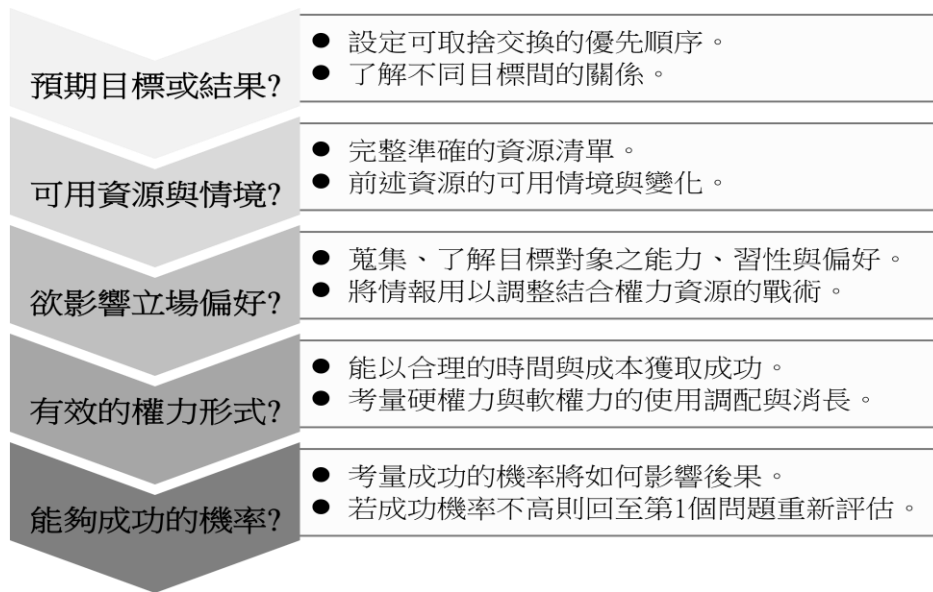 預期目標或結果?
● 設定可取捨交換的優先順序。
● 了解不同目標間的關係。
可用資源與情境?
● 完整準確的資源清單。
● 前述資源的可用情境與變化。
欲影響立場偏好?
● 蒐集、了解目標對象之能力、習性與偏好。
● 將情報用以調整結合權力資源的戰術。
有效的權力形式?
● 能以合理的時間與成本獲取成功。
● 考量硬權力與軟權力的使用調配與消長。
能夠成功的機率?
● 考量成功的機率將如何影響後果。
● 若成功機率不高則回至第1個問題重新評估。